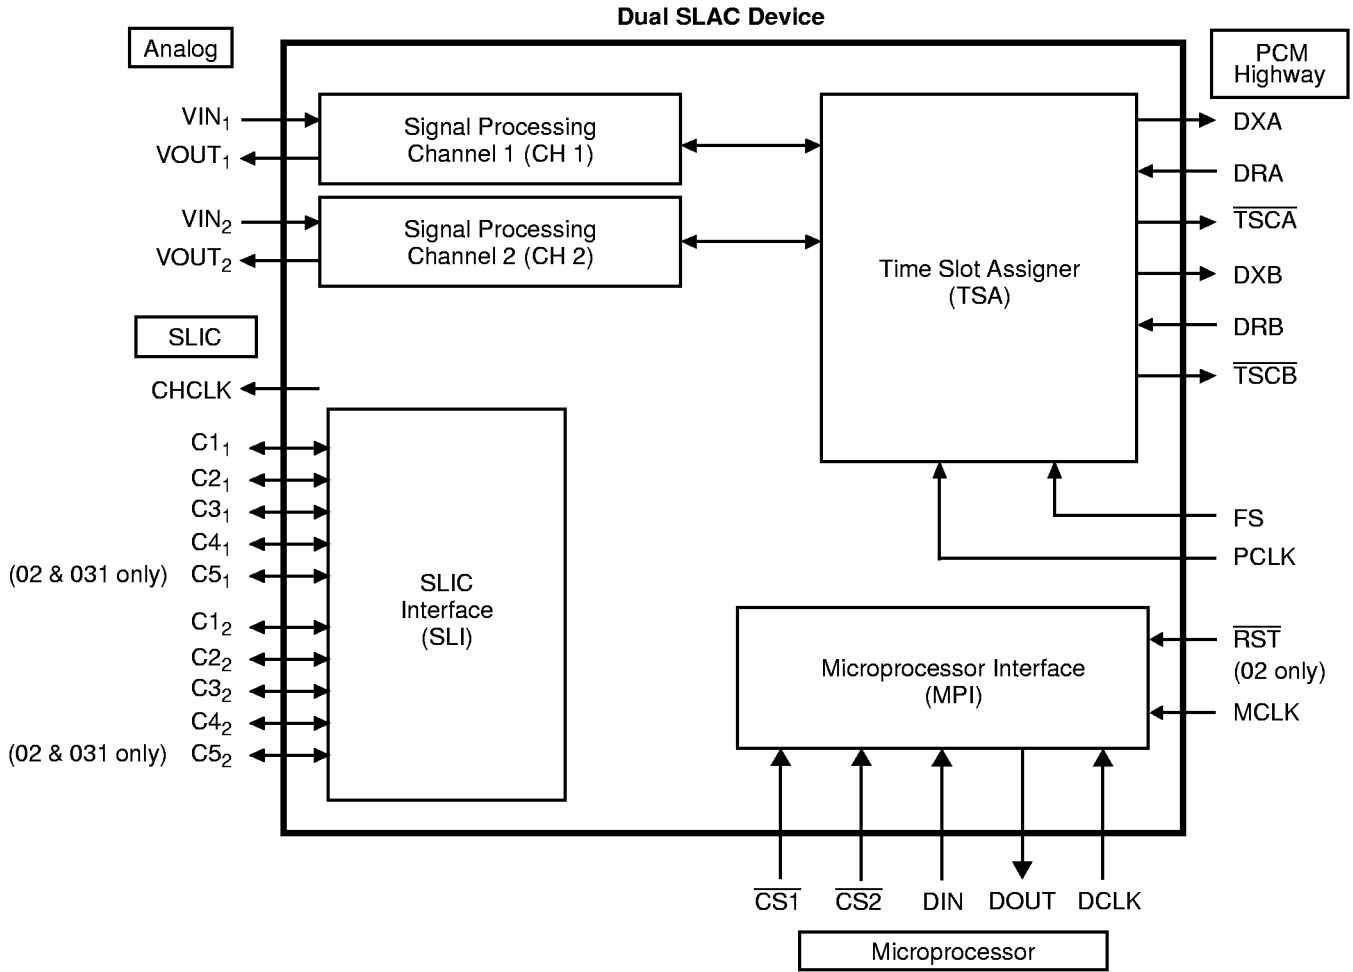 Dual SLAC Device
Analog
VIN1
VOUT1
VIN2
VOUT2
SLIC
CHCLK
C11
C21
C31
C41
(02 & 031 only) C51
C12
C22
C32
C42
(02 & 031 only) C52
Signal Processing
Channel 1 (CH 1)
Signal Processing
Channel 2 (CH 2)
SLIC
Interface
(SLI)
Time Slot Assigner
(TSA)
Microprocessor Interface
(MPI)
PCM
Highway
DXA
DRA
TSCA
DXB
DRB
TSCB
FS
PCLK
RST
(02 only)
MCLK
CS1 CS2 DIN DOUT DCLK
Microprocessor